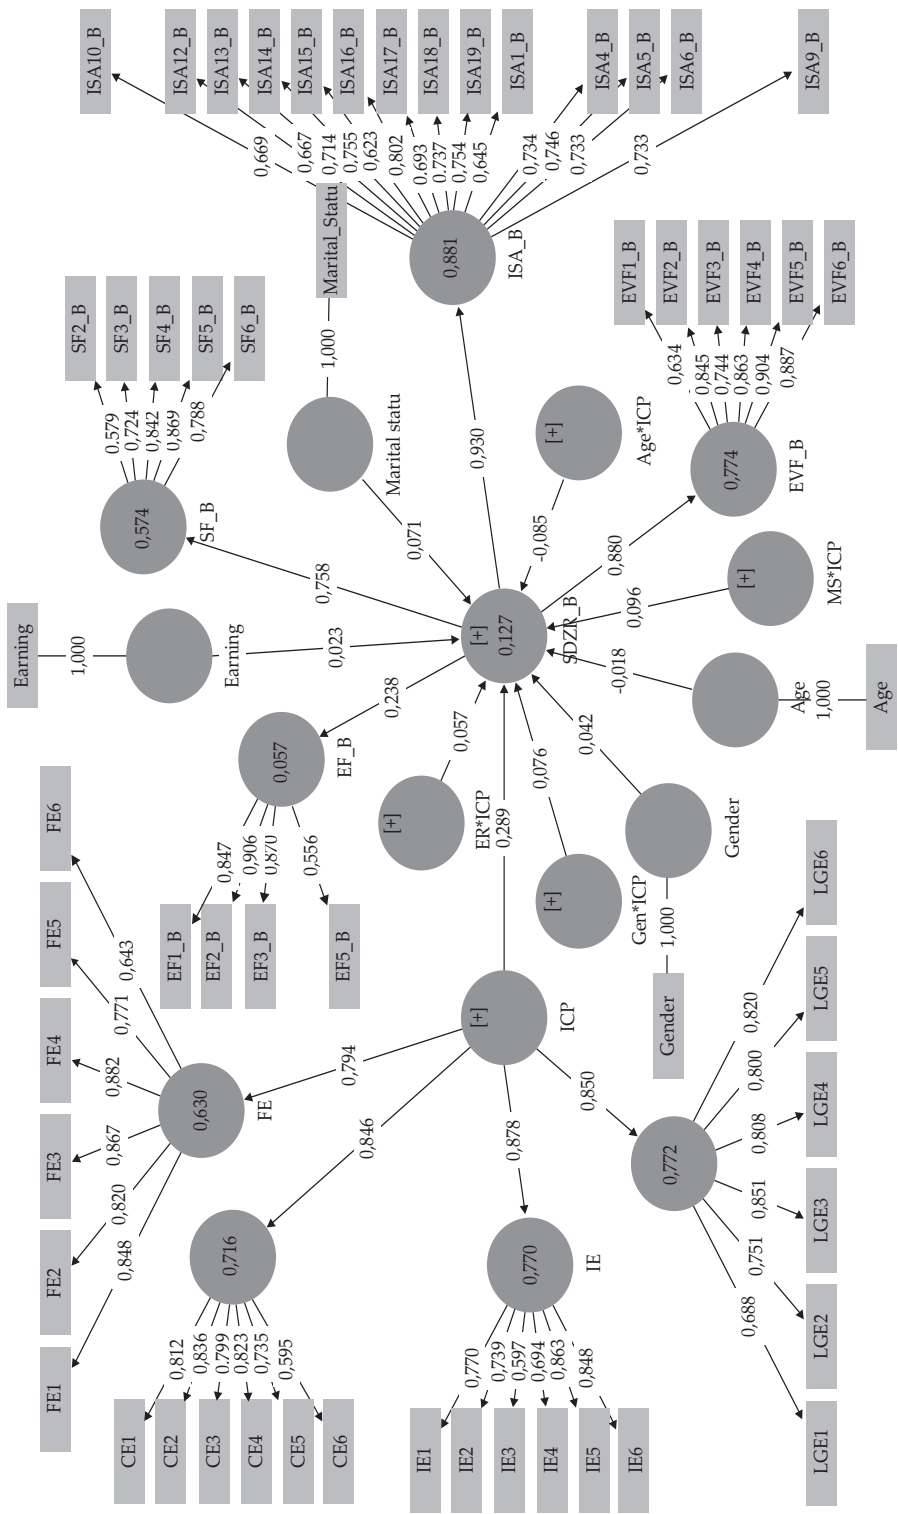 ISA10_B
ISA12_B
ISA13_B
ISA14_B
ISA15_B
ISA16_B
ISA17_B
ISA18_B
ISA19_B
ISA1_B
ISA4_B
ISA5_B
ISA6_B
ISA9_B
0,669
0,667
0,714
0,755
0,623
0,802
0.693
0.737
0,754
0,645
0,734
0,746
0,733
0,733
0,881
ISA_B
Marital_Statu
1,000
Marital statu
0,071
0,930
SF2_B
SF3_B
SF4_B
SF5_B
SF6_B
0.579
0,724
0,842
0,869
0,788
0,574
SF_B
0,758
EVF1_B
EVF2_B
EVF3_B
EVF4_B
EVF5_B
EVF6_B
0,634
0,845
0,744
0,863
0,904
0,887
0,774
EVF_B
0,880
[+]
Age*ICP
-0,085
[+]
MS*ICP
0,096
Earning
1,000
Earning
0,023
[+]
0,127
SDZR_B
-0,018
Age
1,000
Age
0,238
0,057
EF_B
0,847
0,906
0,870
0,556
EF1_B
EF2_B
EF3_B
EF5_B
[+]
ER*ICP
0,057
0,289
0,076
[+]
Gen*ICP
0,042
Gender
1,000
Gender
[+]
ICP
0,794
0,846
0,878
0,850
FE6
FE5
FE4
FE3
FE2
FE1
0,643
0,771
0,882
0,867
0,820
0,848
0,630
FE
0,716
0,812
0,836
0.799
0,823
0,735
0,595
CE1
CE2
CE3
CE4
CE5
CE6
0,770
IE
0,770
0,739
0,597
0,694
0,863
0,848
IE1
IE2
IE3
IE4
IE5
IE6
0,772
0,820
0,800
0,808
0,851
0,751
0,688
LGE6
LGE5
LGE4
LGE3
LGE2
LGE1